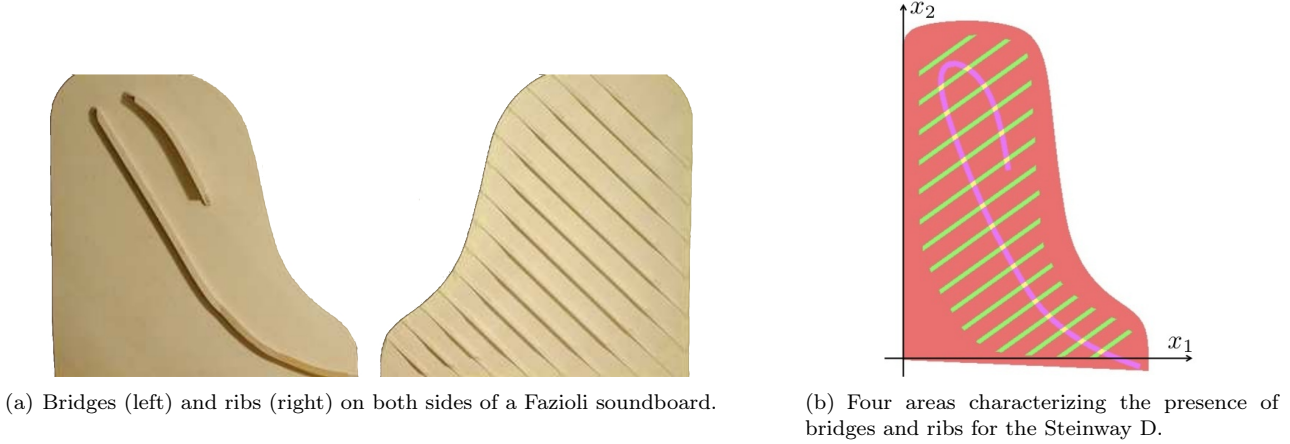 x2
x1
(a) Bridges (left) and ribs (right) on both sides of a Fazioli soundboard.
(b) Four areas characterizing the presence of
bridges and ribs for the Steinway D.